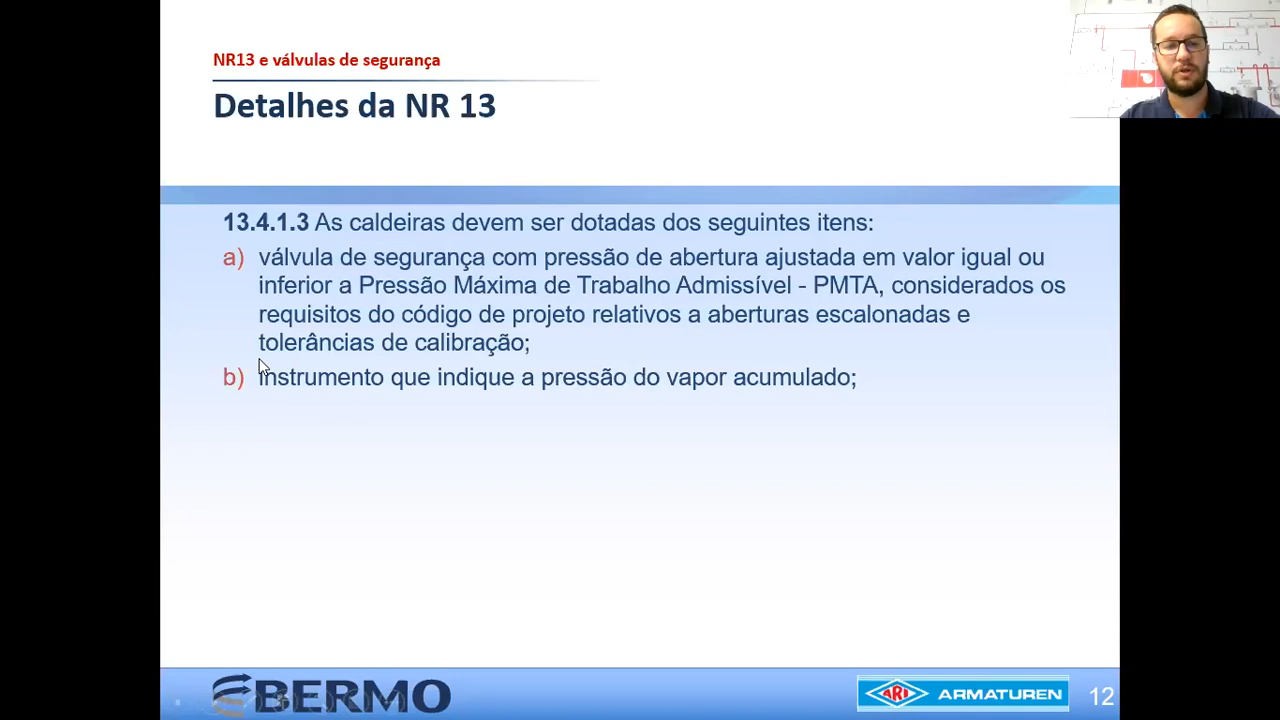 NR13 e válvulas de segurança
Detalhes da NR 13
13.4.1.3 As caldeiras devem ser dotadas dos seguintes itens:
a) válvula de segurança com pressão de abertura ajustada em valor igual ou
inferior a Pressão Máxima de Trabalho Admissível - PMTA, considerados os
requisitos do código de projeto relativos a aberturas escalonadas e
tolerâncias de calibração;
b) instrumento que indique a pressão do vapor acumulado;
BERMO
ARI ARMATUREN
12